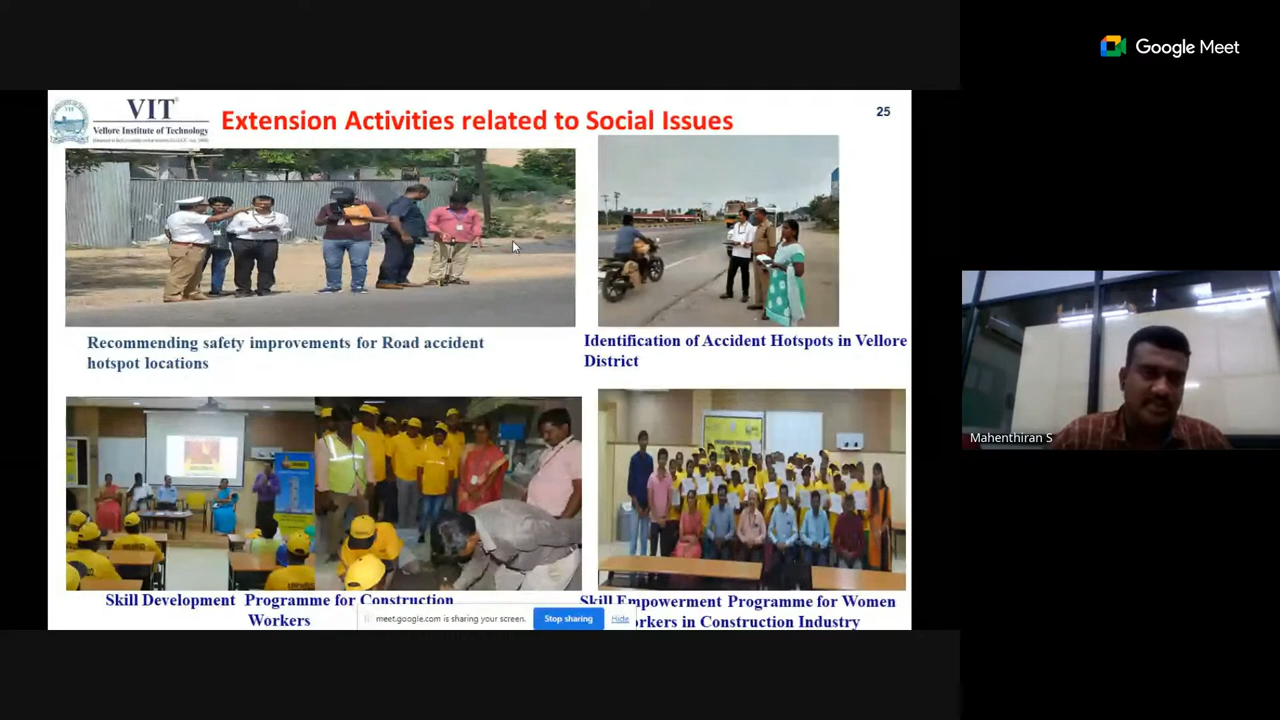 Google Meet
VIT
Vellore Institute of Technology
25
Extension Activities related to Social Issues
Recommending safety improvements for Road accident
hotspot locations
Identification of Accident Hotspots in Vellore
District
Mahenthiran S
Skill Development Programme for Construction
Workers
Skill Empowerment Programme for Women
orkers in Construction Industry
meet.google.com is sharing your screen.
Stop sharing
Hide